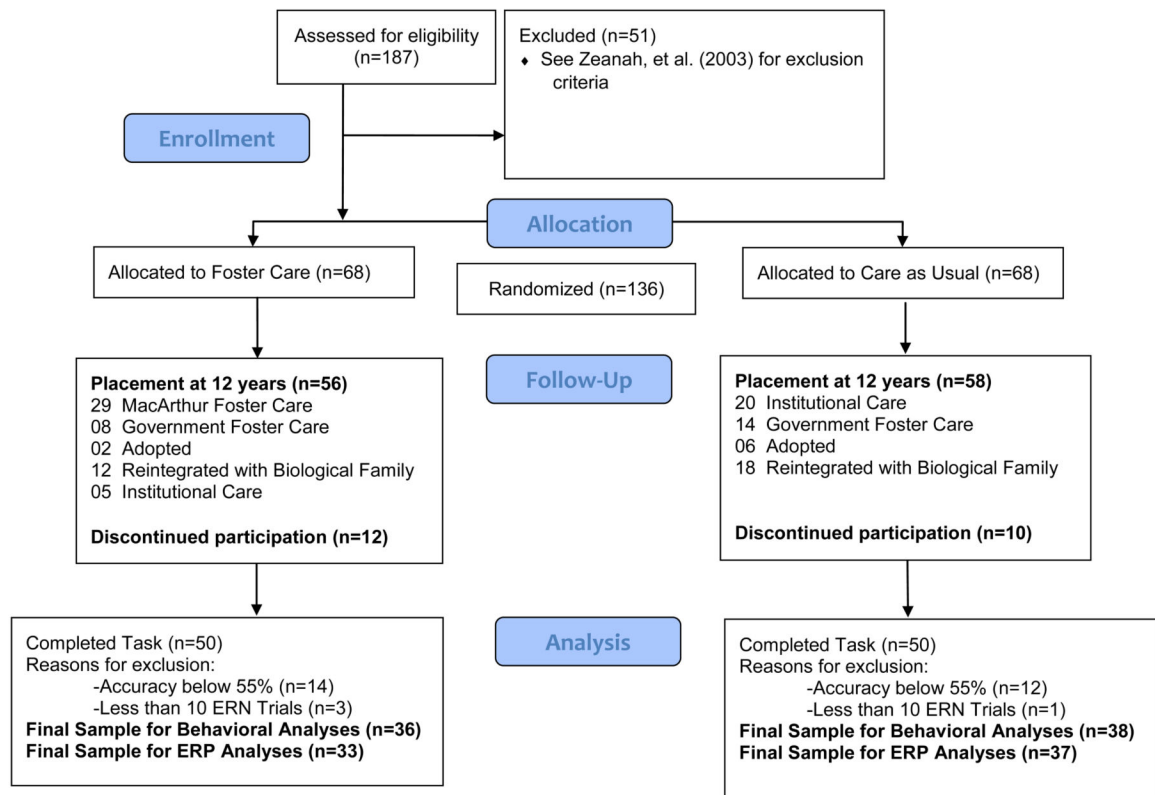 Assessed for eligibility
(n=187)
Excluded (n=51)
♦ See Zeanah, et al. (2003) for exclusion
criteria
Enrollment
Allocation
Allocated to Foster Care (n=68)
Randomized (n=136)
Allocated to Care as Usual (n=68)
Follow-Up
Placement at 12 years (n=56)
29 MacArthur Foster Care
08 Government Foster Care
02 Adopted
12 Reintegrated with Biological Family
05 Institutional Care
Discontinued participation (n=12)
Placement at 12 years (n=58)
20 Institutional Care
14 Government Foster Care
06 Adopted
18 Reintegrated with Biological Family
Discontinued participation (n=10)
Analysis
Completed Task (n=50)
Reasons for exclusion:
-Accuracy below 55% (n=14)
-Less than 10 ERN Trials (n=3)
Final Sample for Behavioral Analyses (n=36)
Final Sample for ERP Analyses (n=33)
Completed Task (n=50)
Reasons for exclusion:
-Accuracy below 55% (n=12)
-Less than 10 ERN Trials (n=1)
Final Sample for Behavioral Analyses (n=38)
Final Sample for ERP Analyses (n=37)